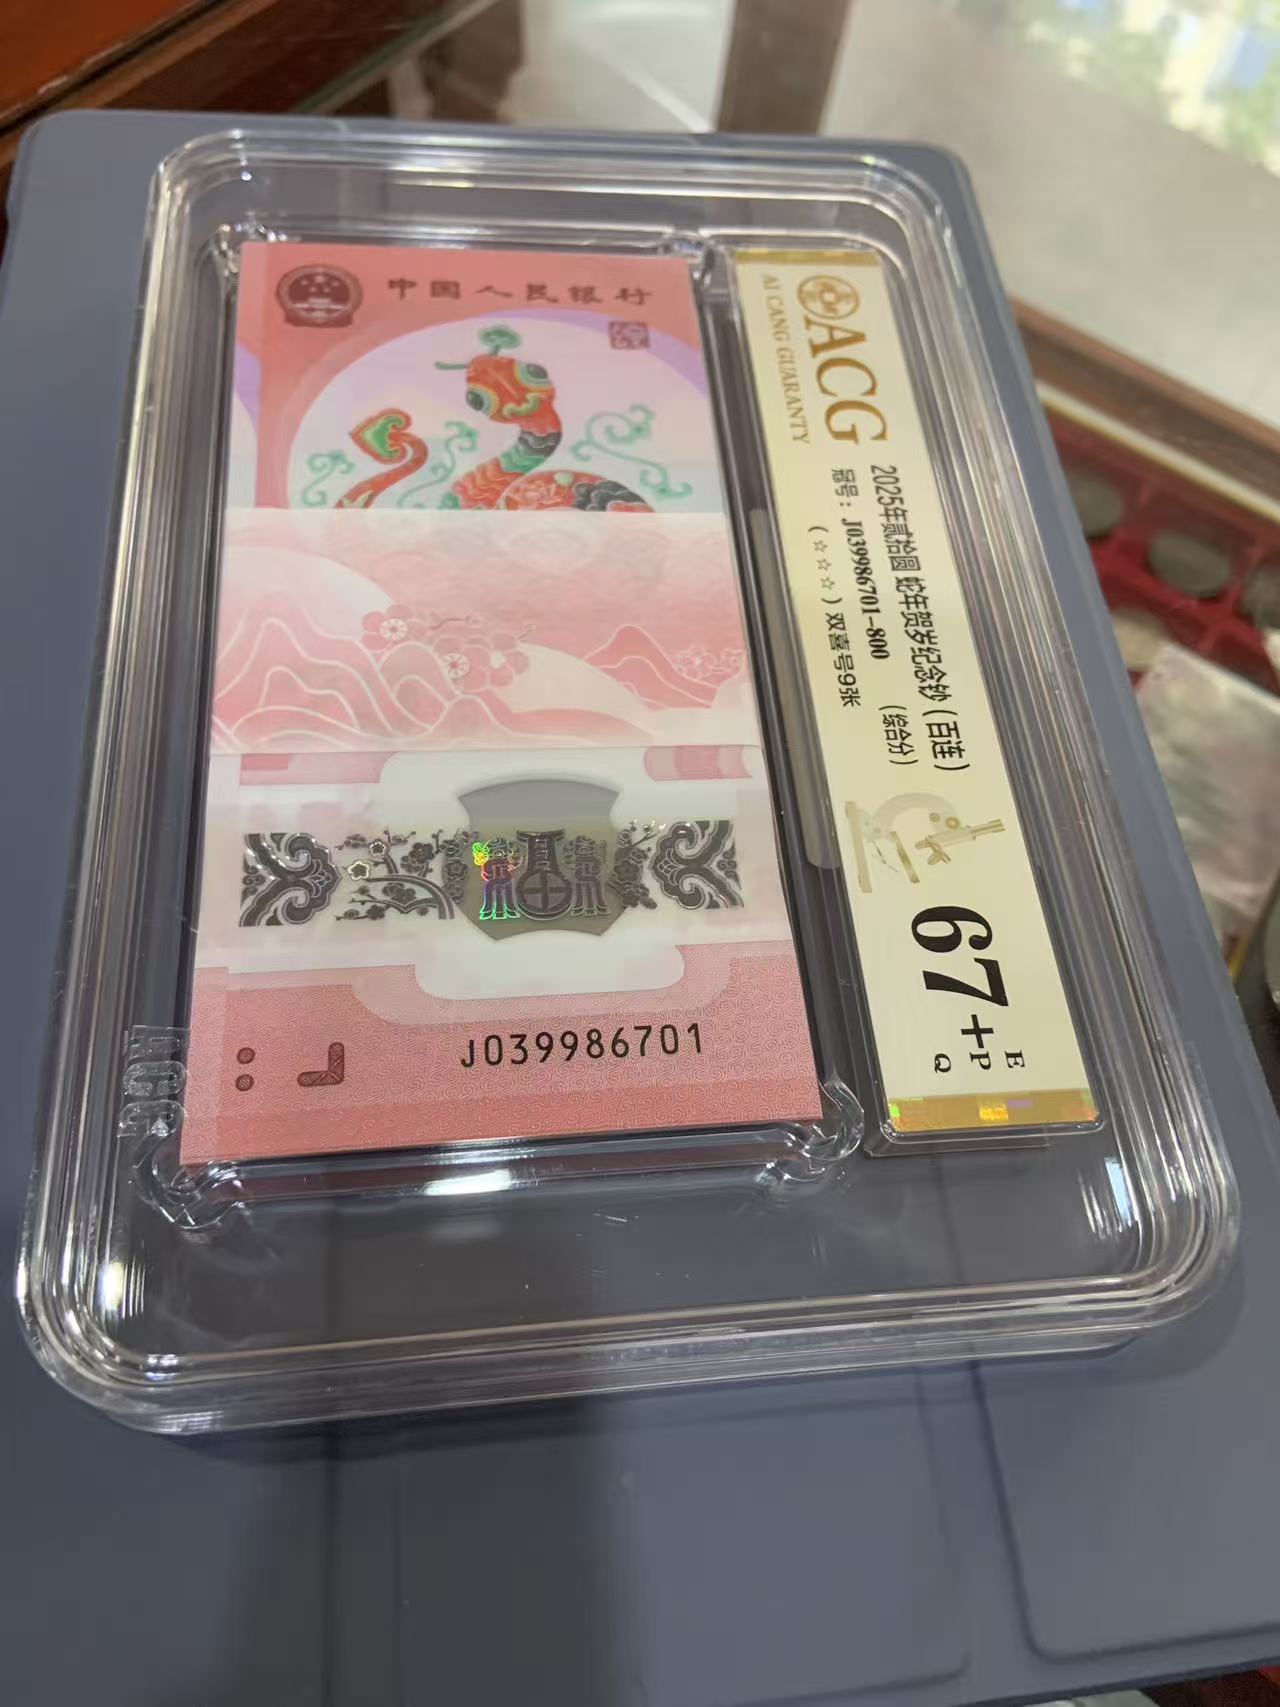 中国人民银行
J039986701
ACG
AI CANG GUARANTY
2025年贰拾圆 蛇年贺岁纪念钞（百连）
冠号：J039986701-800 （综合分）
（☆☆☆）双喜号9张
67+
E
P
Q
ACG